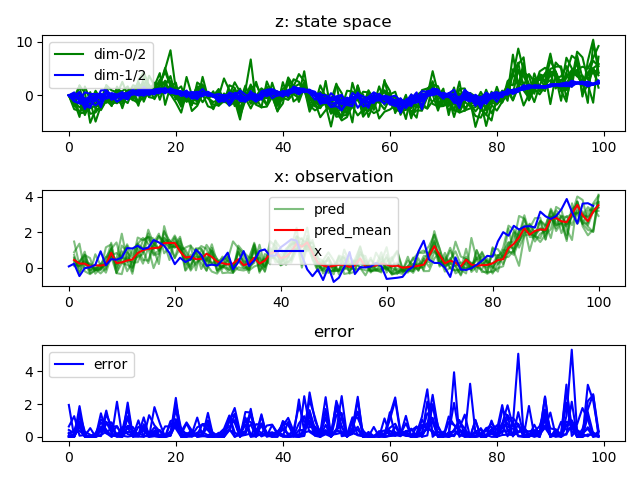 z: state space
10
0
dim-0/2
dim-1/2
0 20 40 60 80 100
x: observation
4
2
0
pred
pred_mean
x
0 20 40 60 80 100
error
4
2
0
error
0 20 40 60 80 100